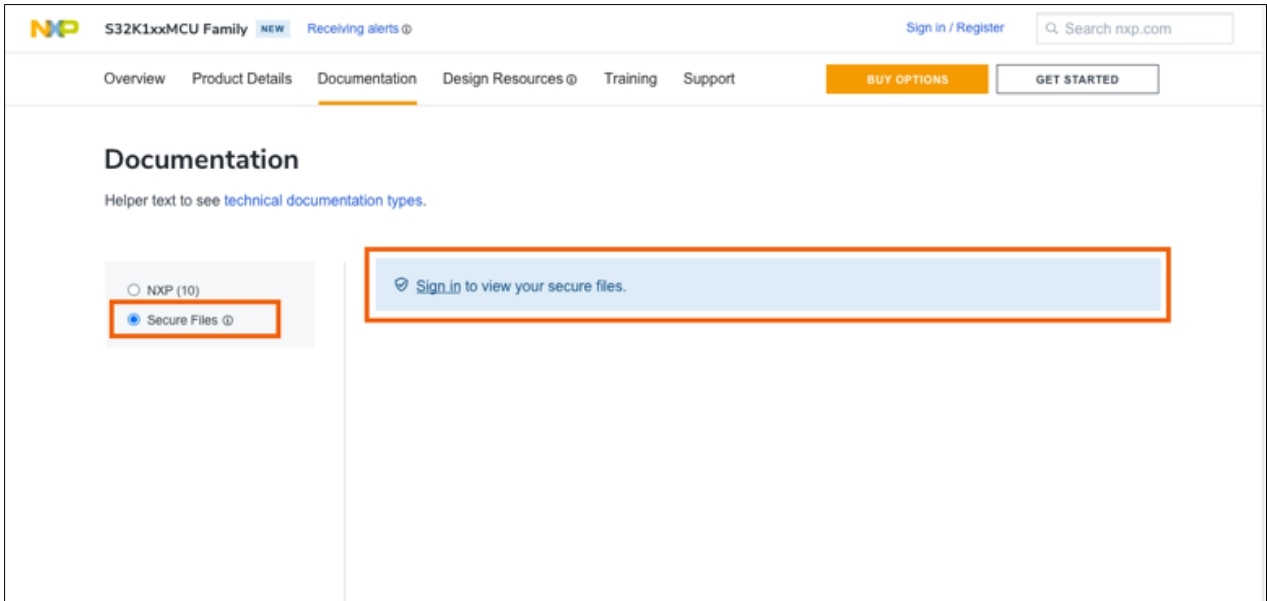 NXP S32K1xxMCU Family NEW Receiving alerts Sign in / Register Search nxp.com
Overview Product Details Documentation Design Resources Training Support BUY OPTIONS GET STARTED
Documentation
Helper text to see technical documentation types.
NXP (10)
Secure Files
Sign in to view your secure files.